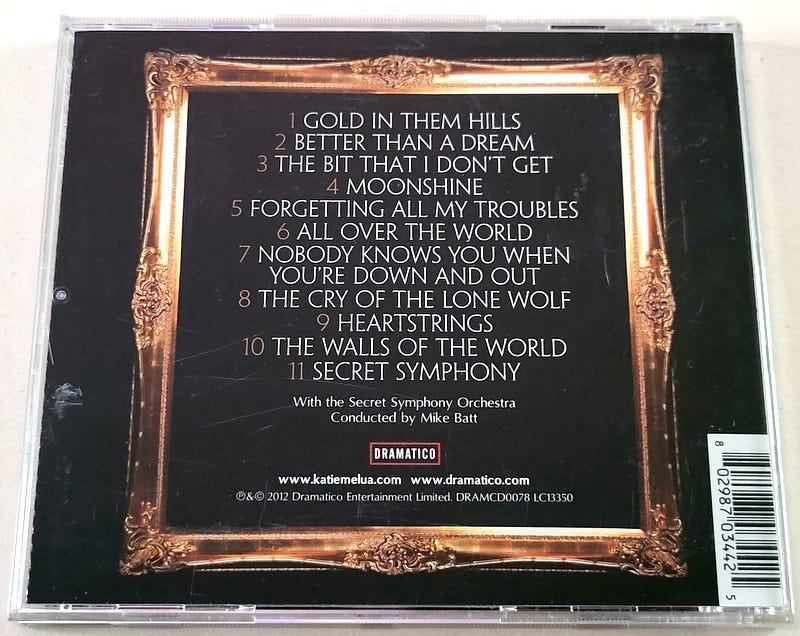 1 GOLD IN THEM HILLS
2 BETTER THAN A DREAM
3 THE BIT THAT I DON'T GET
4 MOONSHINE
5 FORGETTING ALL MY TROUBLES
6 ALL OVER THE WORLD
7 NOBODY KNOWS YOU WHEN
YOU'RE DOWN AND OUT
8 THE CRY OF THE LONE WOLF
9 HEARTSTRINGS
10 THE WALLS OF THE WORLD
11 SECRET SYMPHONY
With the Secret Symphony Orchestra
Conducted by Mike Batt
DRAMATICO
www.katiemelua.com www.dramatico.com
℗&© 2012 Dramatico Entertainment Limited. DRAMCD0078 LC13350
8 02987 03442 5